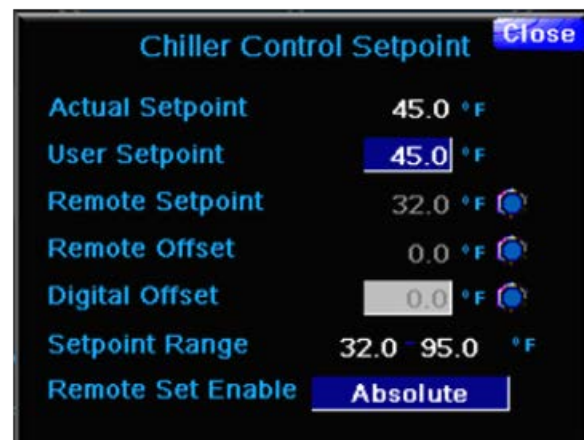 Close
Chiller Control Setpoint
Actual Setpoint 45.0 °F
User Setpoint 45.0 °F
Remote Setpoint 32.0 °F
Remote Offset 0.0 °F
Digital Offset 0.0 °F
Setpoint Range 32.0 - 95.0 °F
Remote Set Enable Absolute